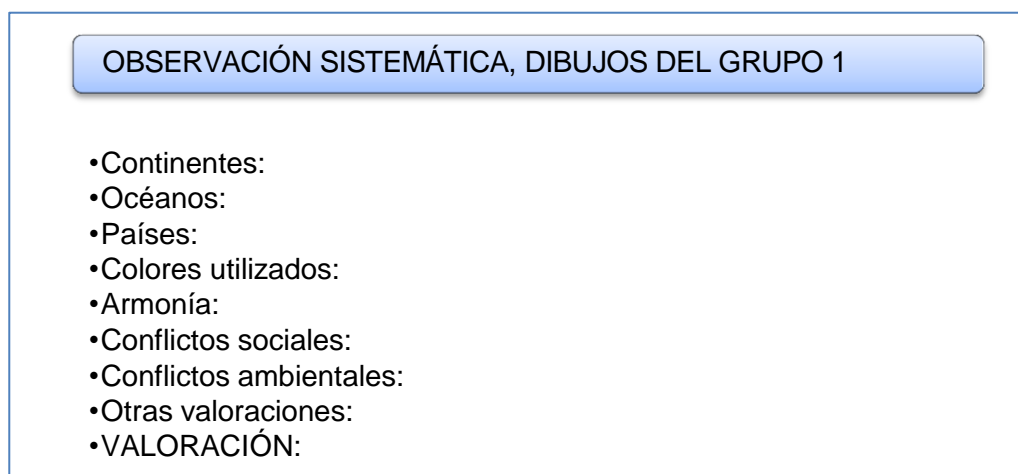 OBSERVACIÓN SISTEMÁTICA, DIBUJOS DEL GRUPO 1
•Continentes:
•Océanos:
•Países:
•Colores utilizados:
•Armonía:
•Conflictos sociales:
•Conflictos ambientales:
•Otras valoraciones:
•VALORACIÓN: